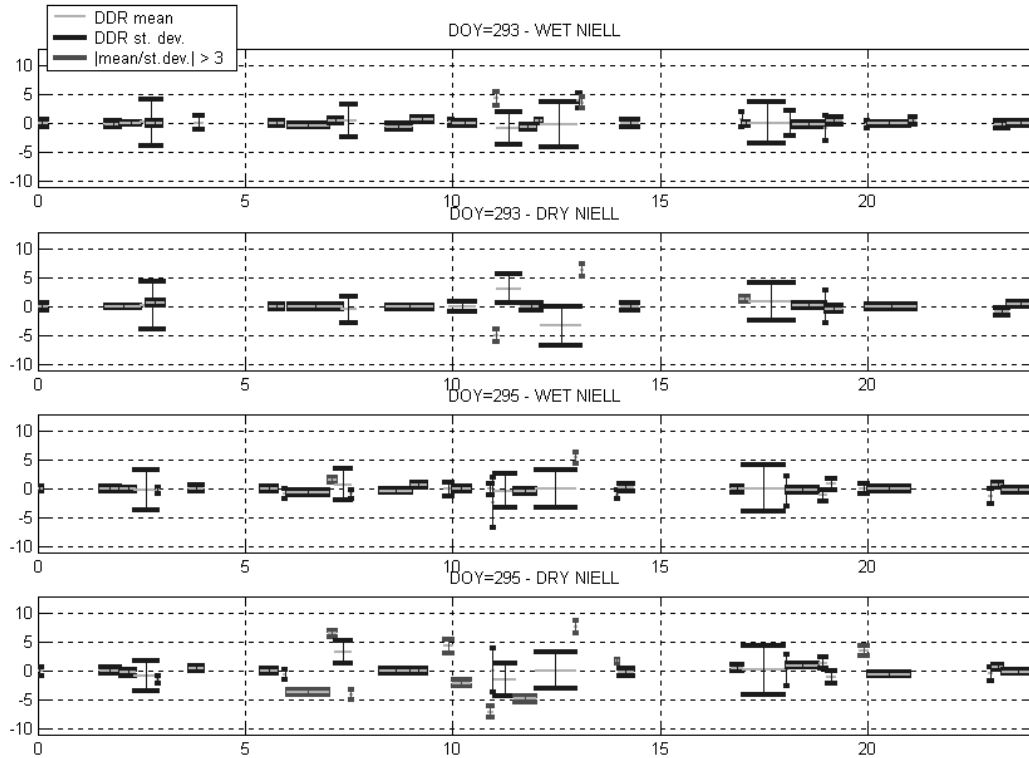 DDR mean
DDR st. dev.
|mean/st.dev.| > 3
DOY=293 - WET NIELL
10
5
0
-5
-10
0 5 10 15 20
DOY=293 - DRY NIELL
10
5
0
-5
-10
0 5 10 15 20
DOY=295 - WET NIELL
10
5
0
-5
-10
0 5 10 15 20
DOY=295 - DRY NIELL
10
5
0
-5
-10
0 5 10 15 20